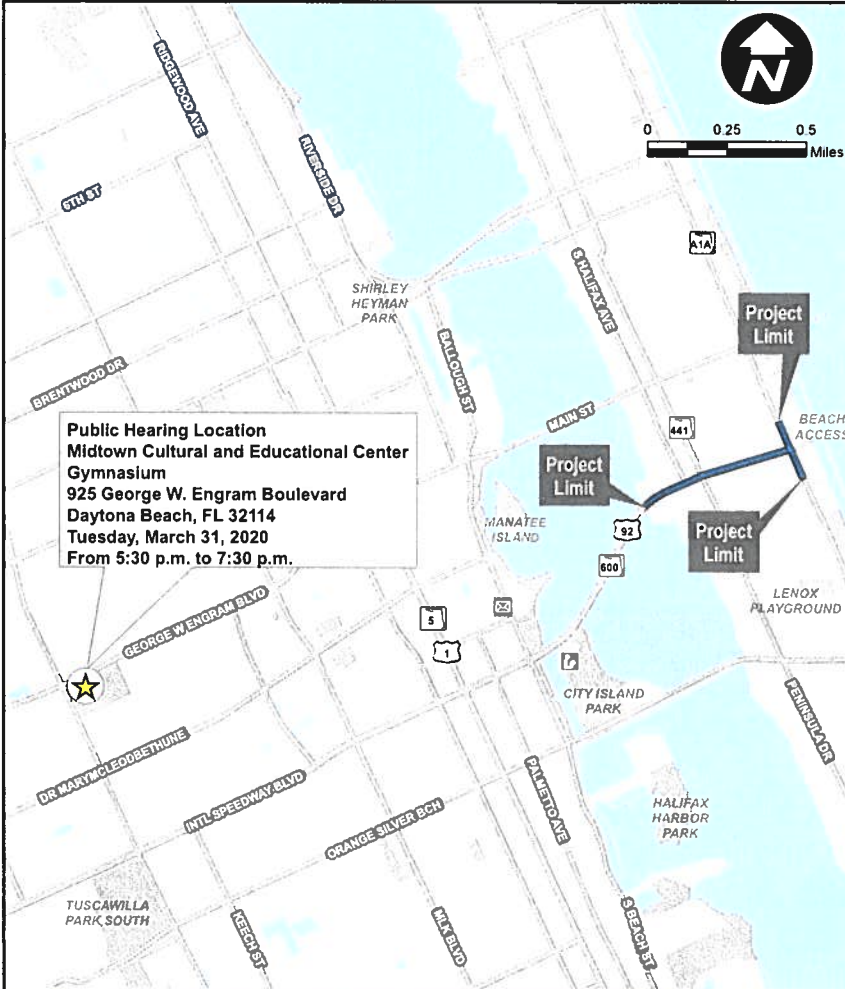 RIDGEWOOD AVE
6TH ST
RIVERSIDE DR
N
0 0.25 0.5
Miles
A1A
SHIRLEY
HEYMAN
PARK
S HALIFAX AVE
Project
Limit
BRENTWOOD DR
BALLOUGH ST
MAIN ST
441
BEACH
ACCESS
Public Hearing Location
Midtown Cultural and Educational Center
Gymnasium
925 George W. Engram Boulevard
Daytona Beach, FL 32114
Tuesday, March 31, 2020
From 5:30 p.m. to 7:30 p.m.
Project
Limit
MANATEE
ISLAND
92
Project
Limit
600
LENOX
PLAYGROUND
GEORGE W ENGRAM BLVD
5
1
CITY ISLAND
PARK
PENINSULA DR
DR MARYMCLEODBETHUNE
INTL SPEEDWAY BLVD
ORANGE SILVER BCH
PALMETTO AVE
HALIFAX
HARBOR
PARK
TUSCAWILLA
PARK SOUTH
KEECH ST
MLK BLVD
S BEACH ST